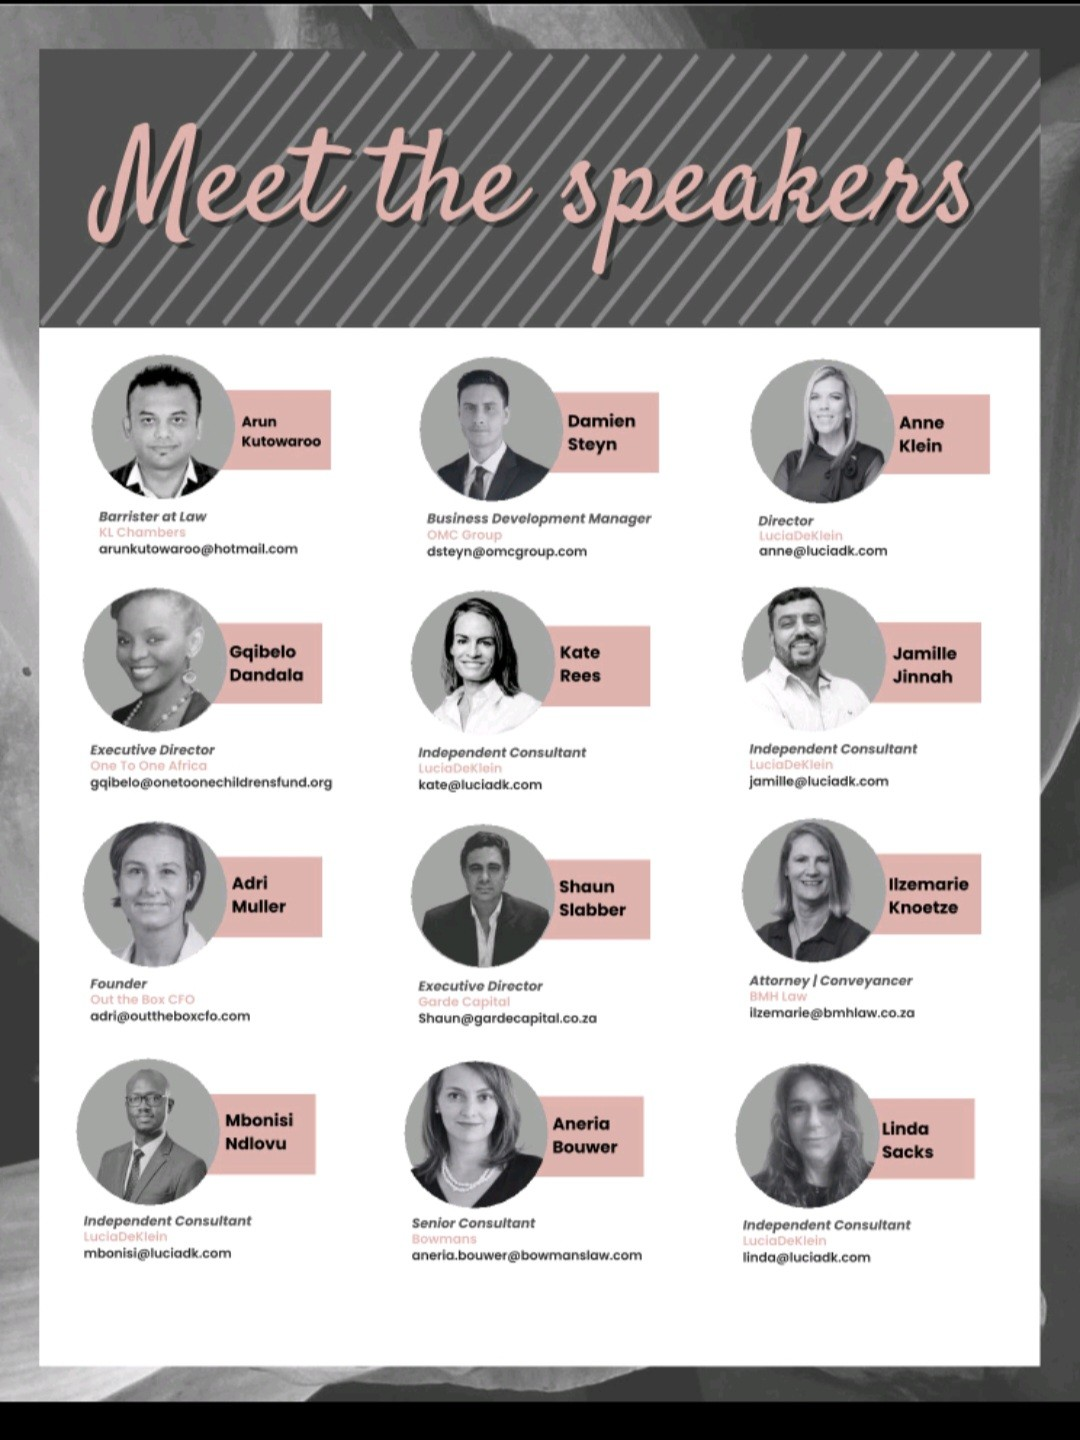 Meet the speakers
Arun
Kutowaroo
Barrister at Law
KL Chambers
arunkutowaroo@hotmail.com
Damien
Steyn
Business Development Manager
OMC Group
dsteyn@omcgroup.com
Anne
Klein
Director
LuciaDeKlein
anne@luciadk.com
Gqibelo
Dandala
Executive Director
One To One Africa
gqibelo@onetoonechildrensfund.org
Kate
Rees
Independent Consultant
LuciaDeKlein
kate@luciadk.com
Jamille
Jinnah
Independent Consultant
LuciaDeKlein
jamille@luciadk.com
Adri
Muller
Founder
Out the Box CFO
adri@outtheboxcfo.com
Shaun
Slabber
Executive Director
Garde Capital
Shaun@gardecapital.co.za
Ilzemarie
Knoetze
Attorney | Conveyancer
BMH Law
ilzemarie@bmhlaw.co.za
Mbonisi
Ndlovu
Independent Consultant
LuciaDeKlein
mbonisi@luciadk.com
Aneria
Bouwer
Senior Consultant
Bowmans
aneria.bouwer@bowmanslaw.com
Linda
Sacks
Independent Consultant
LuciaDeKlein
linda@luciadk.com